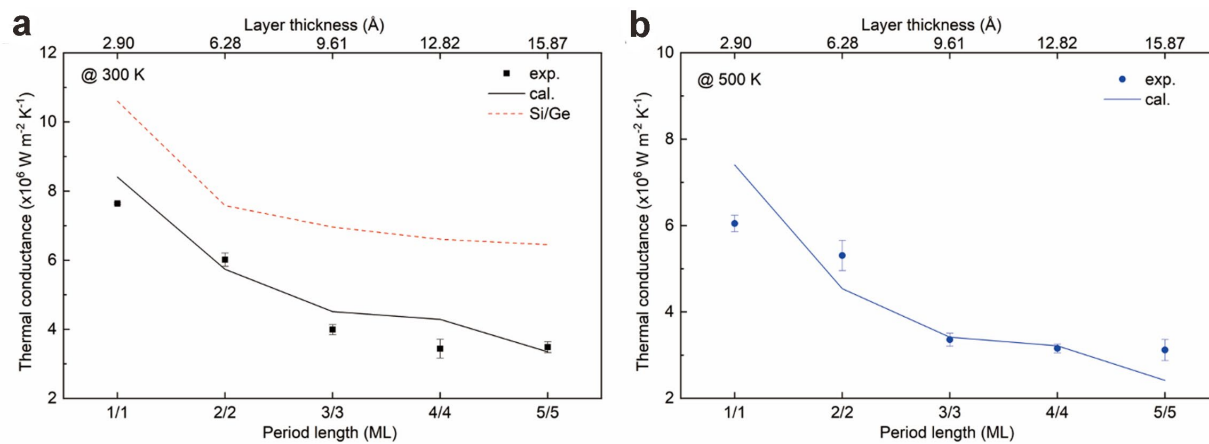 a
Layer thickness (Å)
2.90 6.28 9.61 12.82 15.87
12
10
8
6
4
2
Thermal conductance (x10⁶ W m⁻² K⁻¹)
@ 300 K
exp.
cal.
Si/Ge
1/1 2/2 3/3 4/4 5/5
Period length (ML)
b
Layer thickness (Å)
2.90 6.28 9.61 12.82 15.87
10
8
6
4
2
Thermal conductance (x10⁶ W m⁻² K⁻¹)
@ 500 K
exp.
cal.
1/1 2/2 3/3 4/4 5/5
Period length (ML)